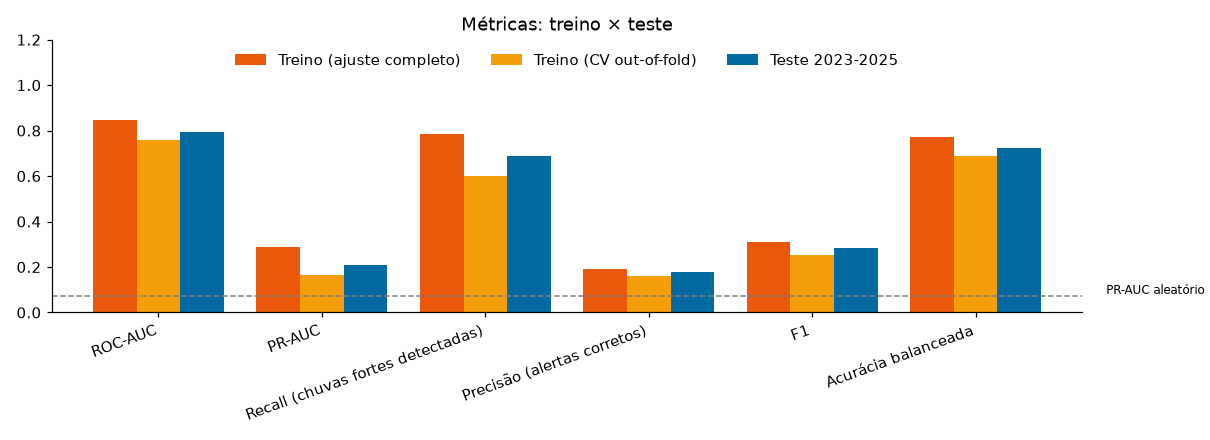 Métricas: treino × teste
Treino (ajuste completo) Treino (CV out-of-fold) Teste 2023-2025
1.2
1.0
0.8
0.6
0.4
0.2
0.0
PR-AUC aleatório
ROC-AUC
PR-AUC
Recall (chuvas fortes detectadas)
Precisão (alertas corretos)
F1
Acurácia balanceada